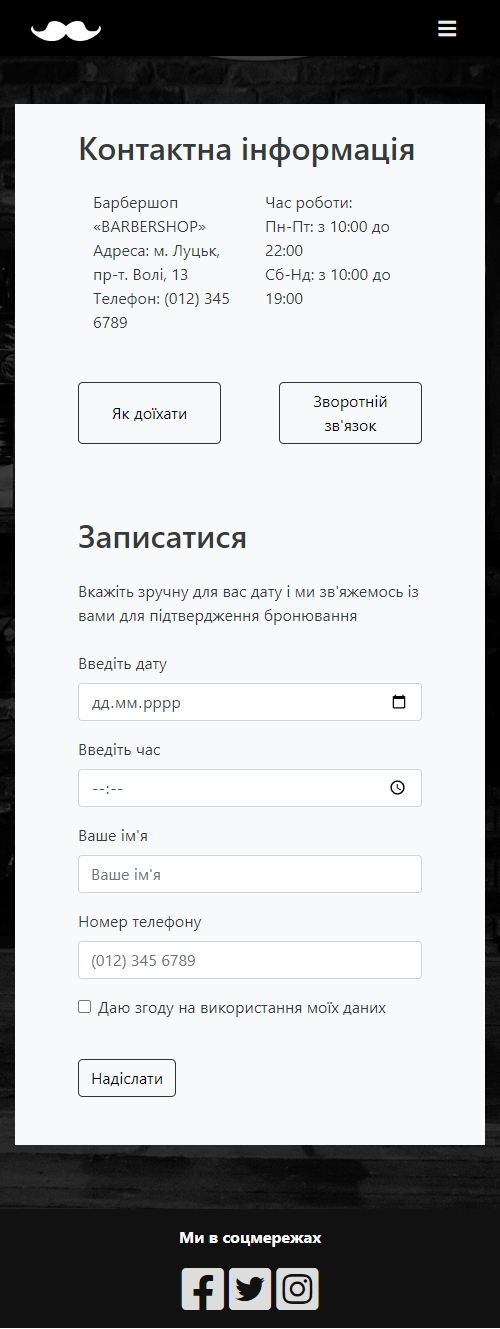 Контактна інформація
Барбершоп
«BARBERSHOP»
Адреса: м. Луцьк,
пр-т. Волі, 13
Телефон: (012) 345
6789
Час роботи:
Пн-Пт: з 10:00 до
22:00
Сб-Нд: з 10:00 до
19:00
Як доїхати
Зворотній
зв'язок
Записатися
Вкажіть зручну для вас дату і ми зв'яжемось із
вами для підтвердження бронювання
Введіть дату
дд.мм.рррр
Введіть час
--:--
Ваше ім'я
Ваше ім'я
Номер телефону
(012) 345 6789
Даю згоду на використання моїх даних
Надіслати
Ми в соцмережах